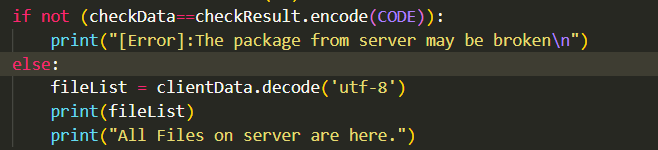 if not (checkData==checkResult.encode(CODE)):
    print("[Error]:The package from server may be broken\n")
else:
    fileList = clientData.decode('utf-8')
    print(fileList)
    print("All Files on server are here.")